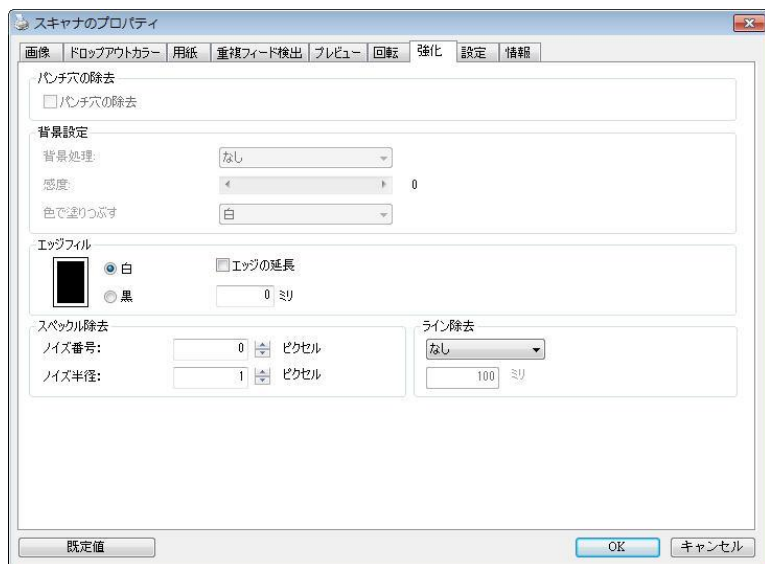 スキャナのプロパティ
画像 ドロップアウトカラー 用紙 重複フィード検出 プレビュー 回転 強化 設定 情報
パンチ穴の除去
パンチ穴の除去
背景設定
背景処理: なし
感度: 0
色で塗りつぶす 白
エッジフィル
白 エッジの延長
黒 0 ミリ
スペックル除去 ライン除去
ノイズ番号: 0 ピクセル なし
ノイズ半径: 1 ピクセル 100 ミリ
既定値 OK キャンセル